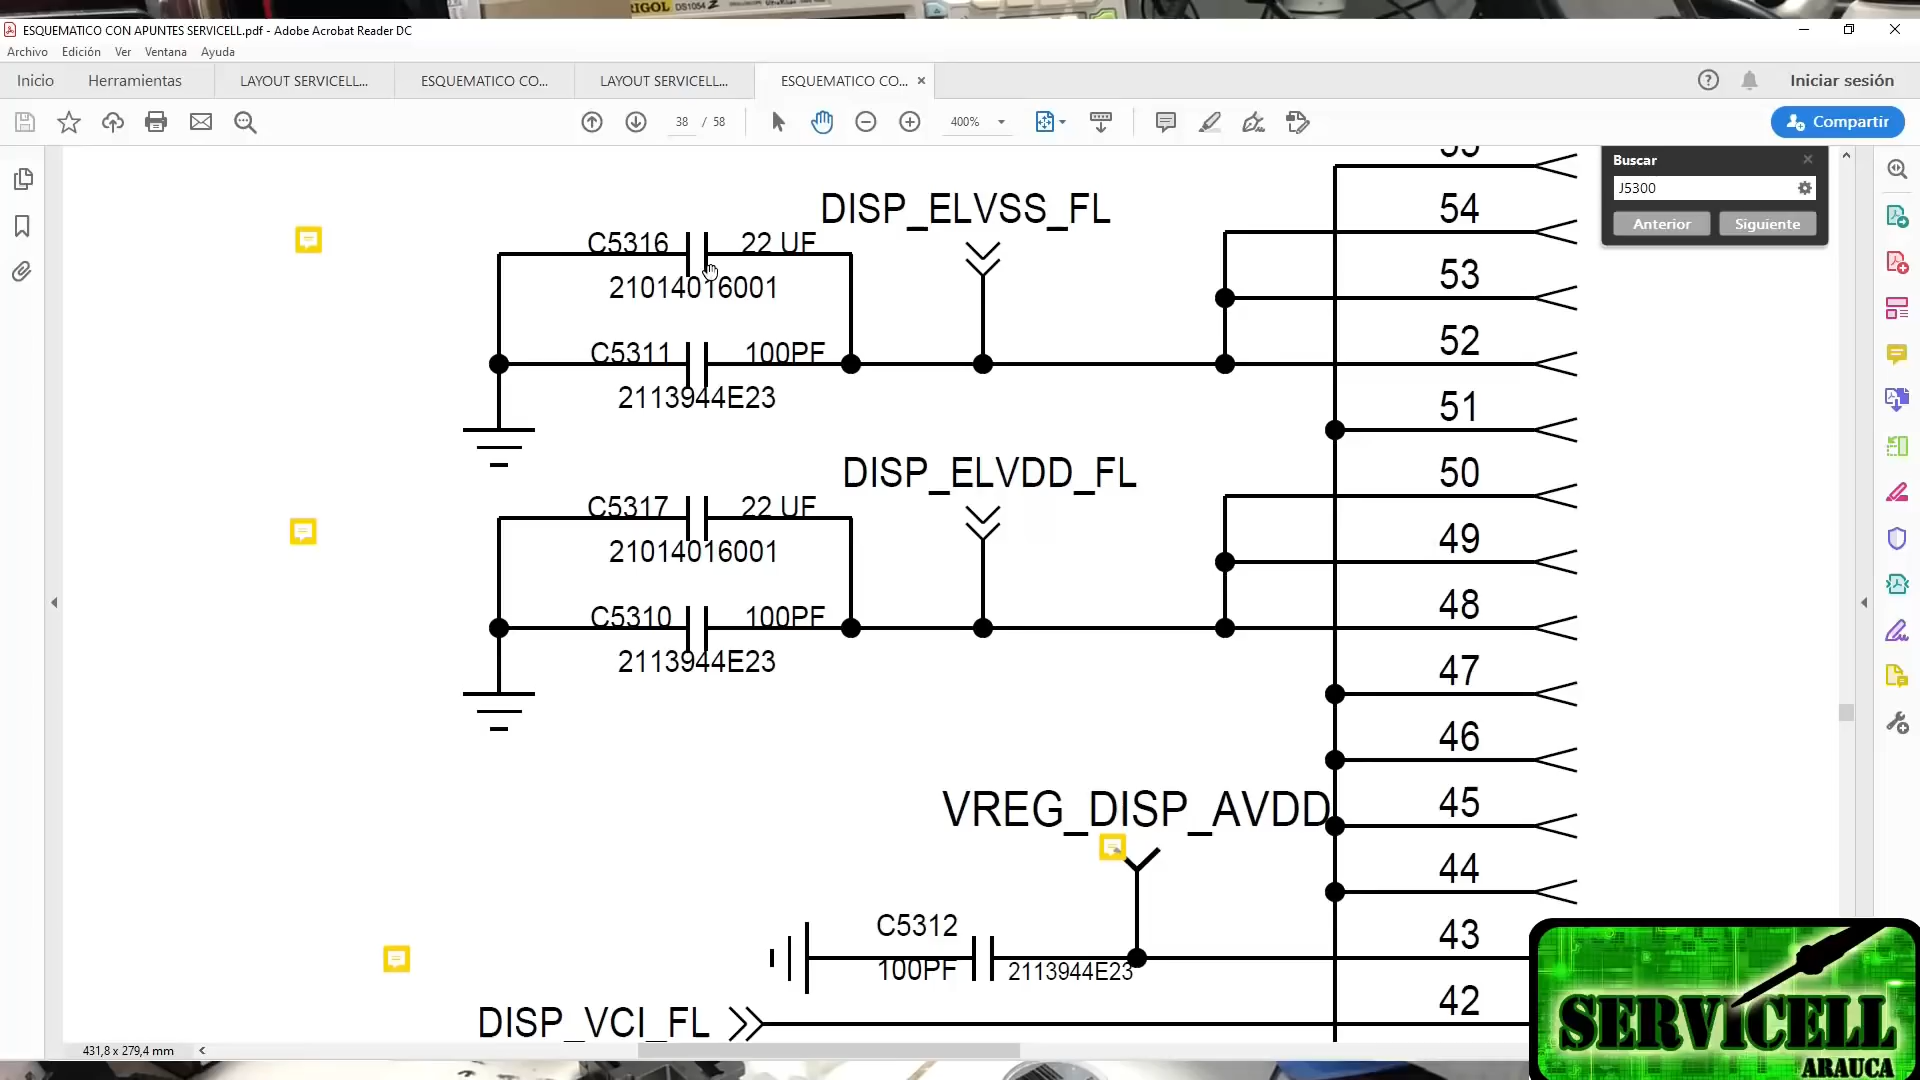 RIGOL DS1054Z
ESQUEMATICO CON APUNTES SERVICELL.pdf - Adobe Acrobat Reader DC
Archivo Edición Ver Ventana Ayuda
Inicio Herramientas LAYOUT SERVICELL... ESQUEMATICO CO... LAYOUT SERVICELL... ESQUEMATICO CO... × Iniciar sesión
38 / 58 400% Compartir
Buscar
J5300
Anterior Siguiente
DISP_ELVSS_FL
C5316 22 UF
21014016001
C5311 100PF
2113944E23
DISP_ELVDD_FL
C5317 22 UF
21014016001
C5310 100PF
2113944E23
VREG_DISP_AVDD
C5312
100PF 2113944E23
DISP_VCI_FL
54
53
52
51
50
49
48
47
46
45
44
43
42
431,8 x 279,4 mm
SERVICELL
ARAUCA